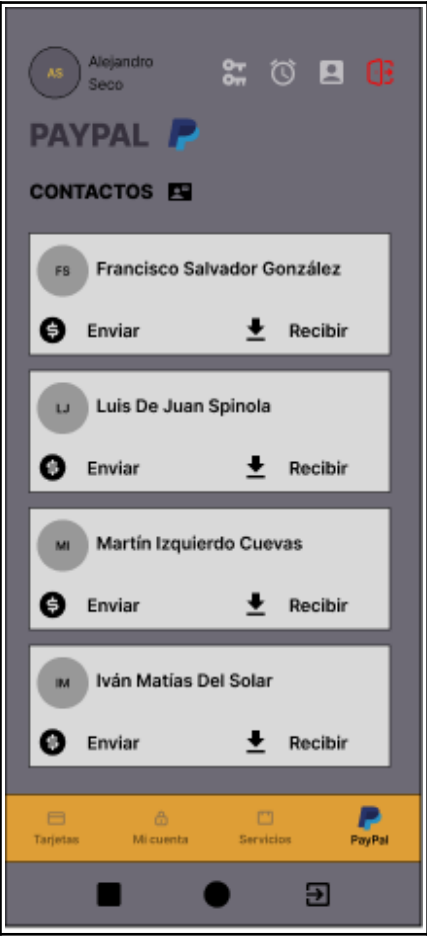 AS
Alejandro
Seco
PAYPAL
CONTACTOS
FS Francisco Salvador González
Enviar Recibir
LJ Luis De Juan Spinola
Enviar Recibir
MI Martín Izquierdo Cuevas
Enviar Recibir
IM Iván Matías Del Solar
Enviar Recibir
Tarjetas Mi cuenta Servicios PayPal